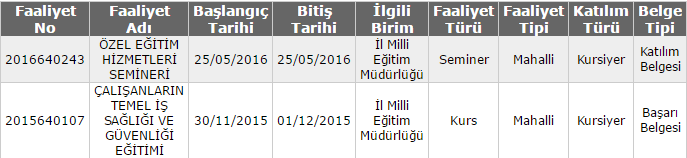 Faaliyet No Faaliyet Adı Başlangıç Tarihi Bitiş Tarihi İlgili Birim Faaliyet Türü Faaliyet Tipi Katılım Türü Belge Tipi
2016640243 ÖZEL EĞİTİM HİZMETLERİ SEMİNERİ 25/05/2016 25/05/2016 İl Milli Eğitim Müdürlüğü Seminer Mahalli Kursiyer Katılım Belgesi
2015640107 ÇALIŞANLARIN TEMEL İŞ SAĞLIĞI VE GÜVENLİĞİ EĞİTİMİ 30/11/2015 01/12/2015 İl Milli Eğitim Müdürlüğü Kurs Mahalli Kursiyer Başarı Belgesi